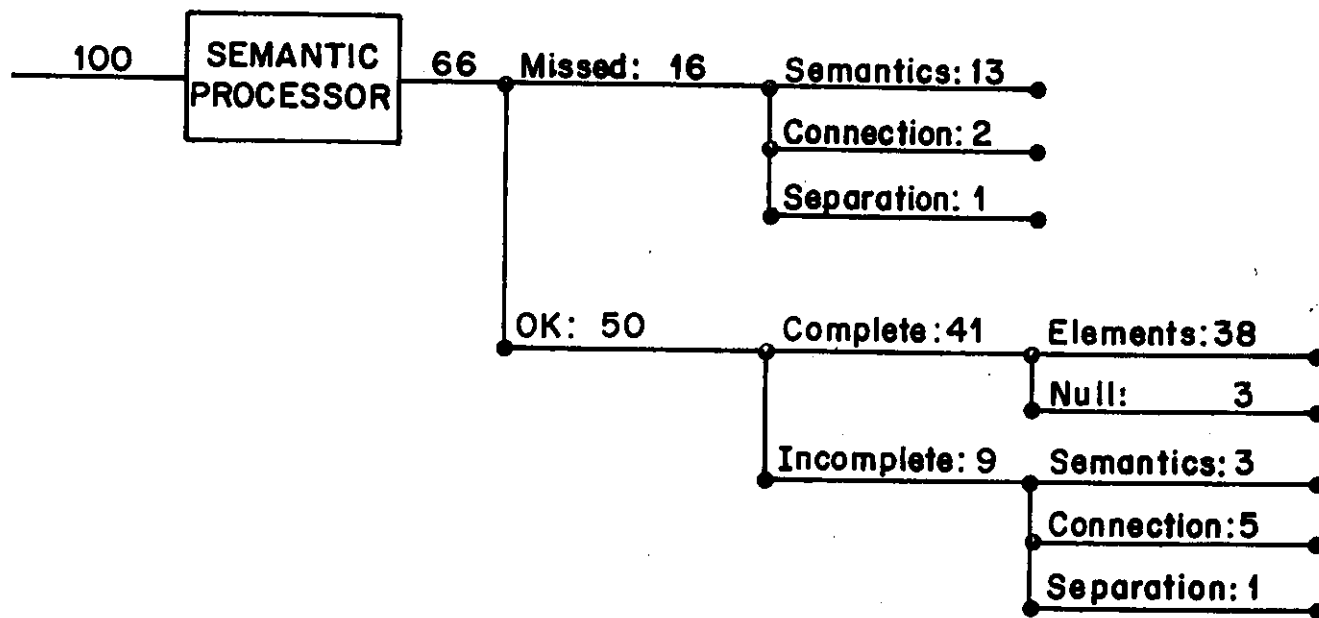 100
SEMANTIC
PROCESSOR
66
Missed: 16
Semantics: 13
Connection: 2
Separation: 1
OK: 50
Complete: 41
Elements: 38
Null: 3
Incomplete: 9
Semantics: 3
Connection: 5
Separation: 1